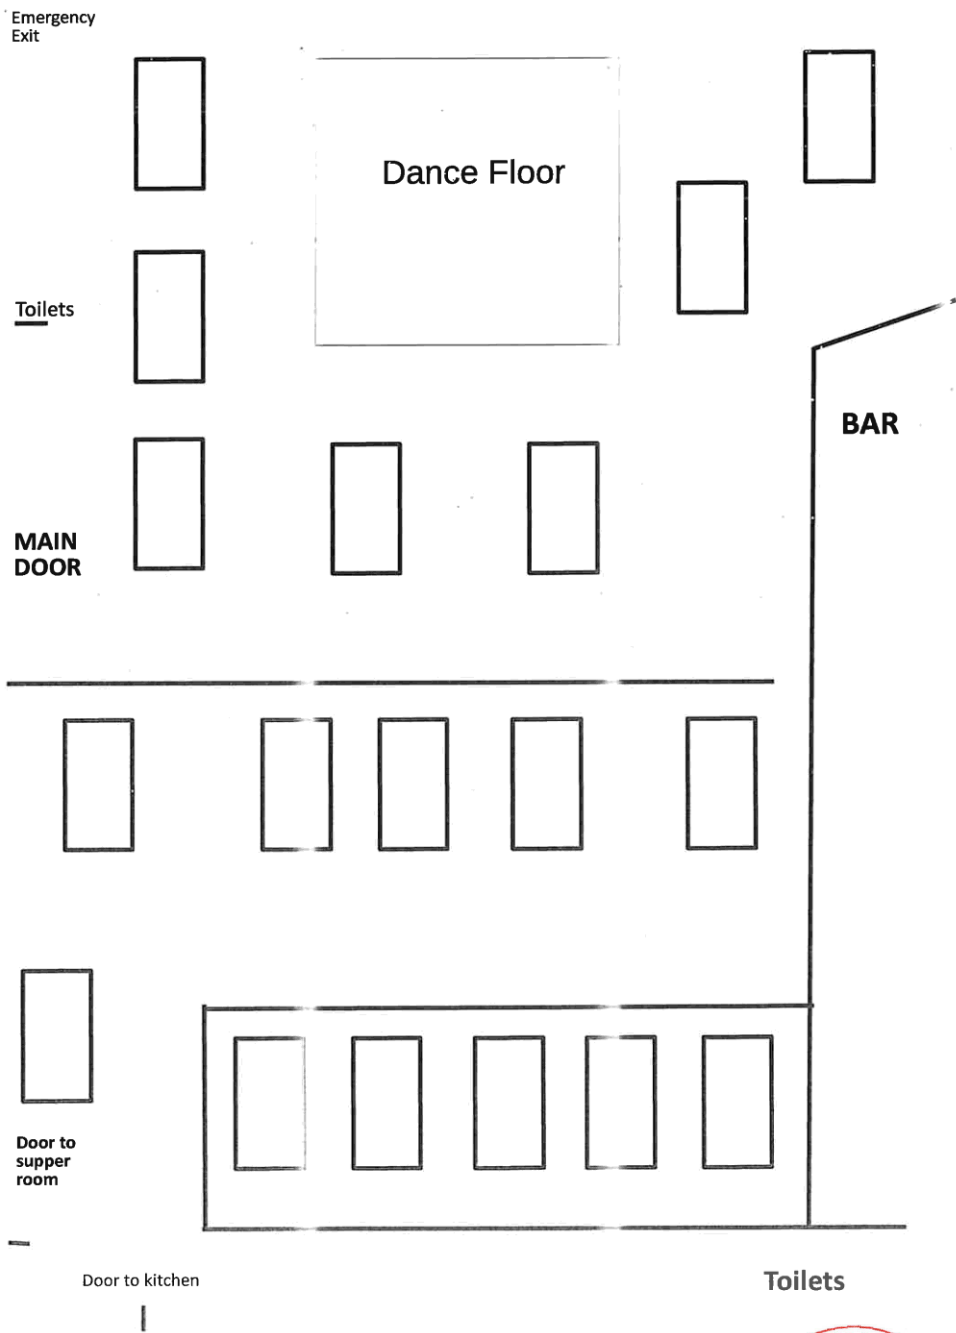 Emergency
Exit
Dance Floor
Toilets
BAR
MAIN
DOOR
Door to
supper
room
Door to kitchen
Toilets